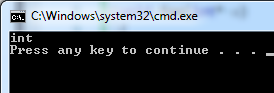 C:\Windows\system32\cmd.exe
int
Press any key to continue . . .